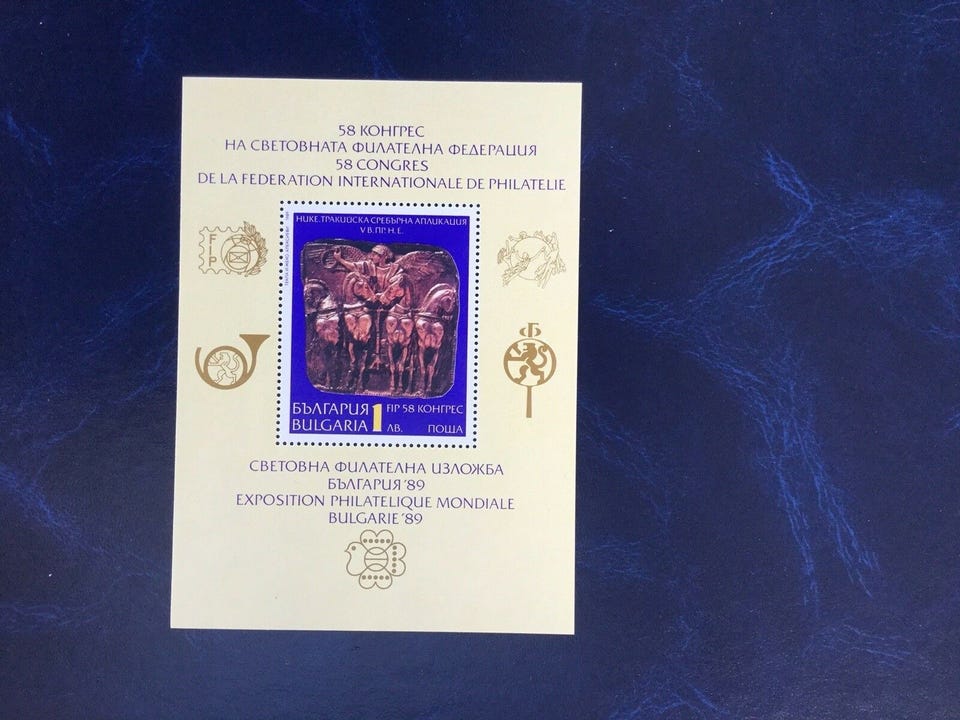 58 КОНГРЕС
НА СВЕТОВНАТА ФИЛАТЕЛНА ФЕДЕРАЦИЯ
58 CONGRES
DE LA FEDERATION INTERNATIONALE DE PHILATELIE
FIP
НИКЕ. ТРАКИЙСКА СРЕБЪРНА АПЛИКАЦИЯ
V В. ПР. Н. Е.
БЪЛГАРИЯ 1 FIP 58 КОНГРЕС
BULGARIA ЛВ. ПОЩА
СВЕТОВНА ФИЛАТЕЛНА ИЗЛОЖБА
БЪЛГАРИЯ '89
EXPOSITION PHILATELIQUE MONDIALE
BULGARIE '89